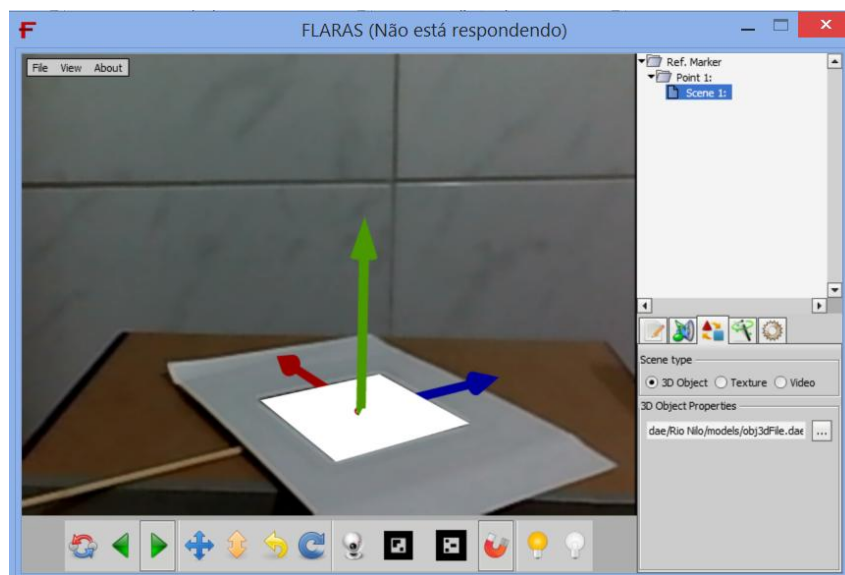 FLARAS (Não está respondendo)
File View About
Ref. Marker
Point 1:
Scene 1:
Scene type
3D Object Texture Video
3D Object Properties
dae/Rio Nilo/models/obj3dFile.dae ...